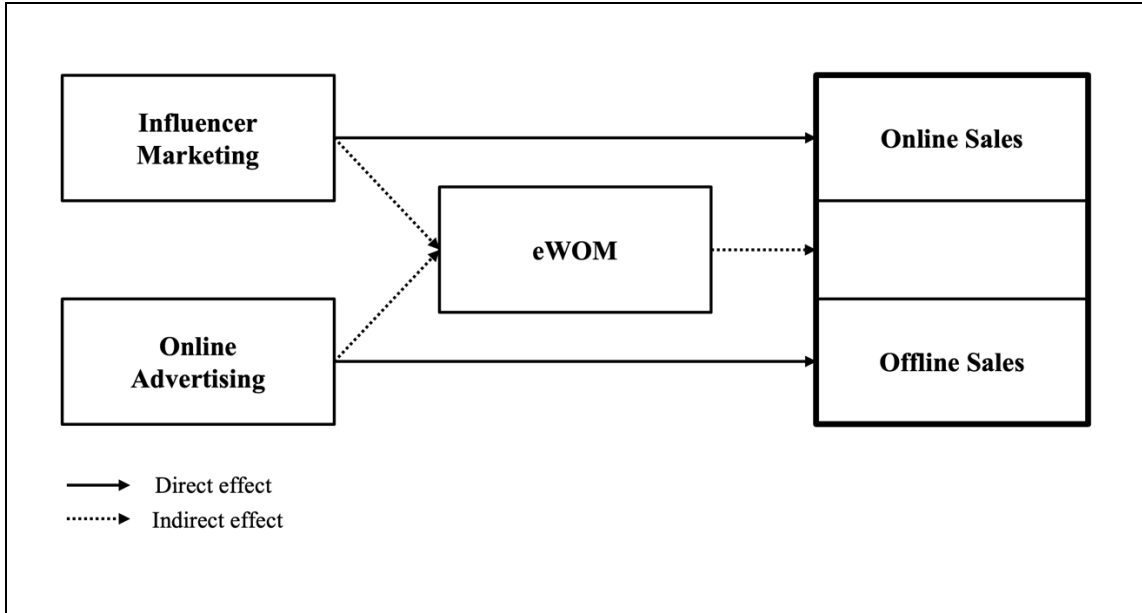 Influencer
Marketing
Online Sales
eWOM
Online
Advertising
Offline Sales
Direct effect
Indirect effect